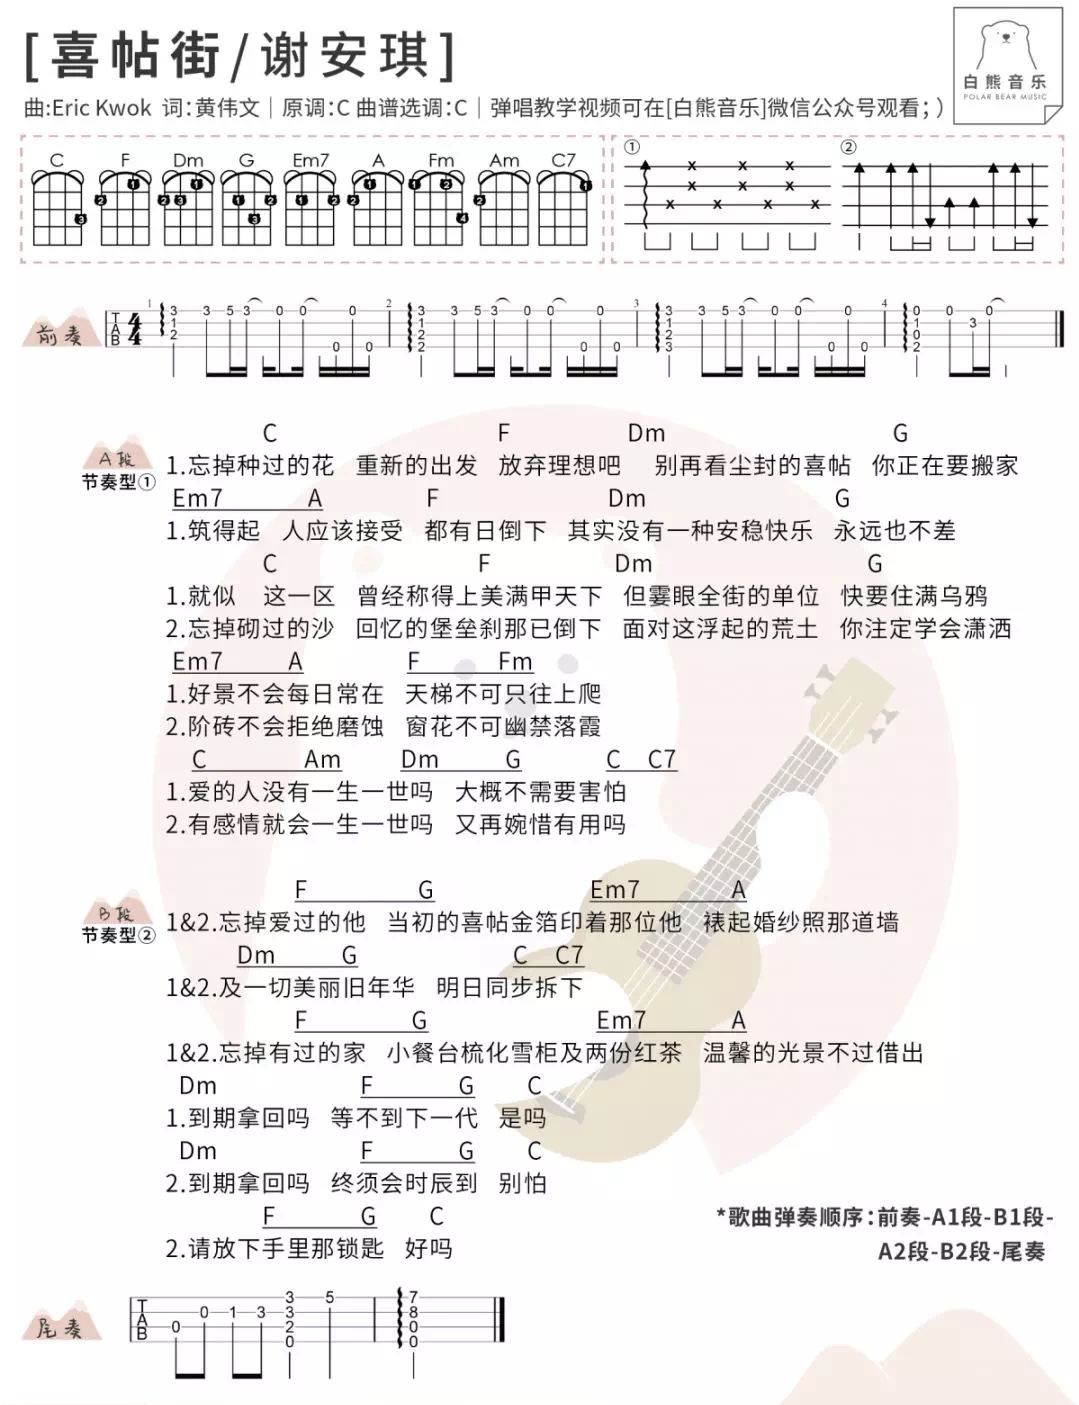 [喜帖街/谢安琪]
白熊音乐
POLAR BEAR MUSIC
曲:Eric Kwok 词:黄伟文｜原调:C 曲谱选调:C｜弹唱教学视频可在[白熊音乐]微信公众号观看; )
C F Dm G Em7 A Fm Am C7 ① ②
前奏
C F Dm G
A段 1.忘掉种过的花 重新的出发 放弃理想吧 别再看尘封的喜帖 你正在要搬家
节奏型①
Em7 A F Dm G
1.筑得起 人应该接受 都有日倒下 其实没有一种安稳快乐 永远也不差
C F Dm G
1.就似 这一区 曾经称得上美满甲天下 但霎眼全街的单位 快要住满乌鸦
2.忘掉砌过的沙 回忆的堡垒刹那已倒下 面对这浮起的荒土 你注定学会潇洒
Em7 A F Fm
1.好景不会每日常在 天梯不可只往上爬
2.阶砖不会拒绝磨蚀 窗花不可幽禁落霞
C Am Dm G C C7
1.爱的人没有一生一世吗 大概不需要害怕
2.有感情就会一生一世吗 又再婉惜有用吗
F G Em7 A
B段 1&2.忘掉爱过的他 当初的喜帖金箔印着那位他 裱起婚纱照那道墙
节奏型②
Dm G C C7
1&2.及一切美丽旧年华 明日同步拆下
F G Em7 A
1&2.忘掉有过的家 小餐台梳化雪柜及两份红茶 温馨的光景不过借出
Dm F G C
1.到期拿回吗 等不到下一代 是吗
Dm F G C
2.到期拿回吗 终须会时辰到 别怕
F G C
2.请放下手里那锁匙 好吗
*歌曲弹奏顺序:前奏-A1段-B1段-
A2段-B2段-尾奏
尾奏